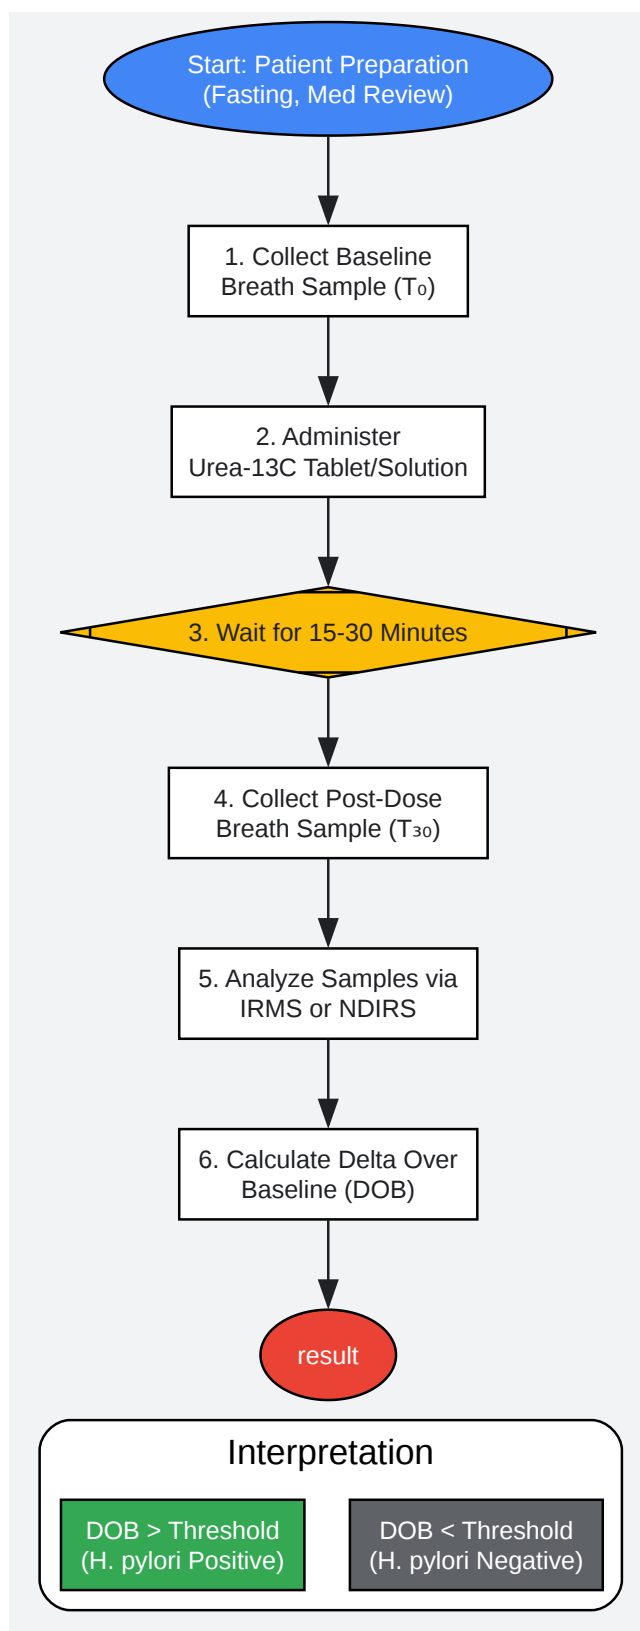 Start: Patient Preparation
(Fasting, Med Review)
1. Collect Baseline
Breath Sample (T₀)
2. Administer
Urea-13C Tablet/Solution
3. Wait for 15-30 Minutes
4. Collect Post-Dose
Breath Sample (T₃₀)
5. Analyze Samples via
IRMS or NDIRS
6. Calculate Delta Over
Baseline (DOB)
result
Interpretation
DOB > Threshold
(H. pylori Positive)
DOB < Threshold
(H. pylori Negative)